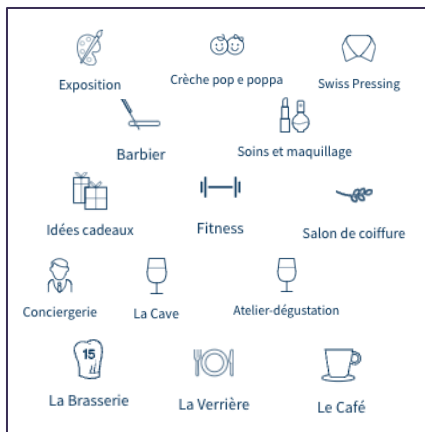 Exposition
Crèche pop e poppa
Swiss Pressing
Barbier
Soins et maquillage
Idées cadeaux
Fitness
Salon de coiffure
Conciergerie
La Cave
Atelier-dégustation
15
La Brasserie
La Verrière
Le Café